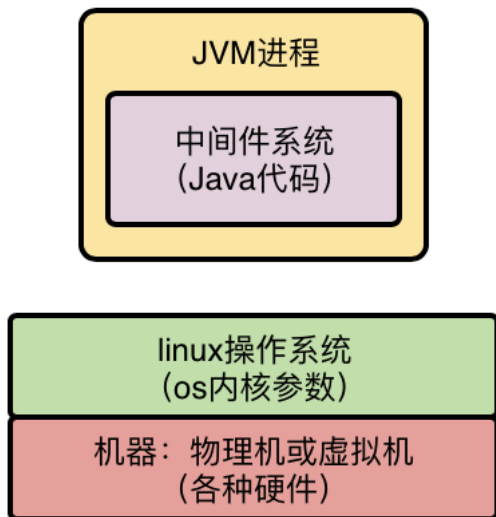 JVM进程
中间件系统
（Java代码）
linux操作系统
（os内核参数）
机器：物理机或虚拟机
（各种硬件）